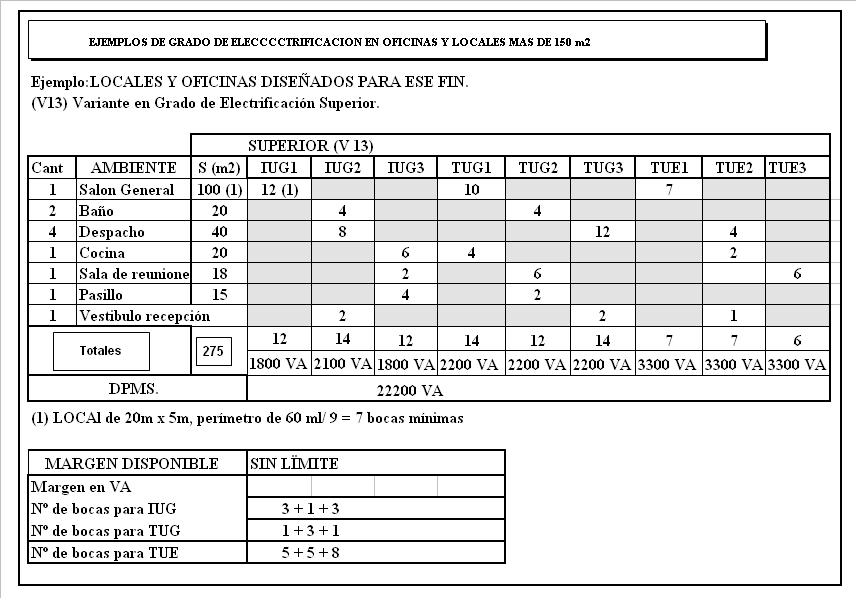 EJEMPLOS DE GRADO DE ELECCCCTRIFICACION EN OFICINAS Y LOCALES MAS DE 150 m2
Ejemplo:LOCALES Y OFICINAS DISEÑADOS PARA ESE FIN.
(V13) Variante en Grado de Electrificación Superior.
SUPERIOR (V 13)
Cant AMBIENTE S (m2) IUG1 IUG2 IUG3 TUG1 TUG2 TUG3 TUE1 TUE2 TUE3
1 Salon General 100 (1) 12 (1) 10 7
2 Baño 20 4 4
4 Despacho 40 8 12 4
1 Cocina 20 6 4 2
1 Sala de reunione 18 2 6 6
1 Pasillo 15 4 2
1 Vestibulo recepción 2 2 1
Totales 275 12 14 12 14 12 14 7 7 6
1800 VA 2100 VA 1800 VA 2200 VA 2200 VA 2200 VA 3300 VA 3300 VA 3300 VA
DPMS. 22200 VA
(1) LOCAl de 20m x 5m, perímetro de 60 ml/ 9 = 7 bocas mínimas
MARGEN DISPONIBLE SIN LÏMITE
Margen en VA
Nº de bocas para IUG 3 + 1 + 3
Nº de bocas para TUG 1 + 3 + 1
Nº de bocas para TUE 5 + 5 + 8